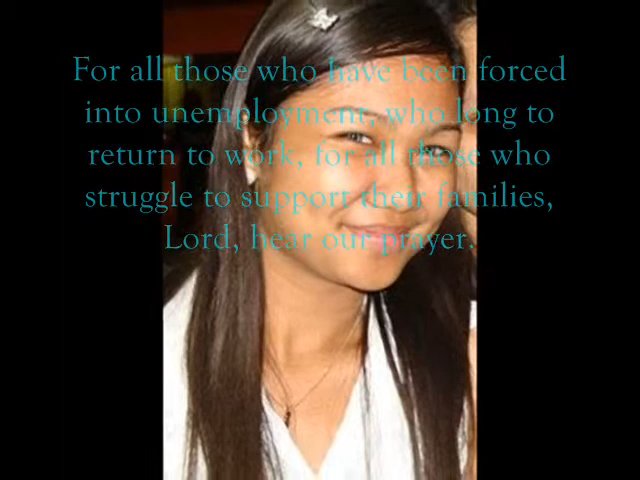 For all those who have been forced
into unemployment, who long to
return to work, for all those who
struggle to support their families,
Lord, hear our prayer.